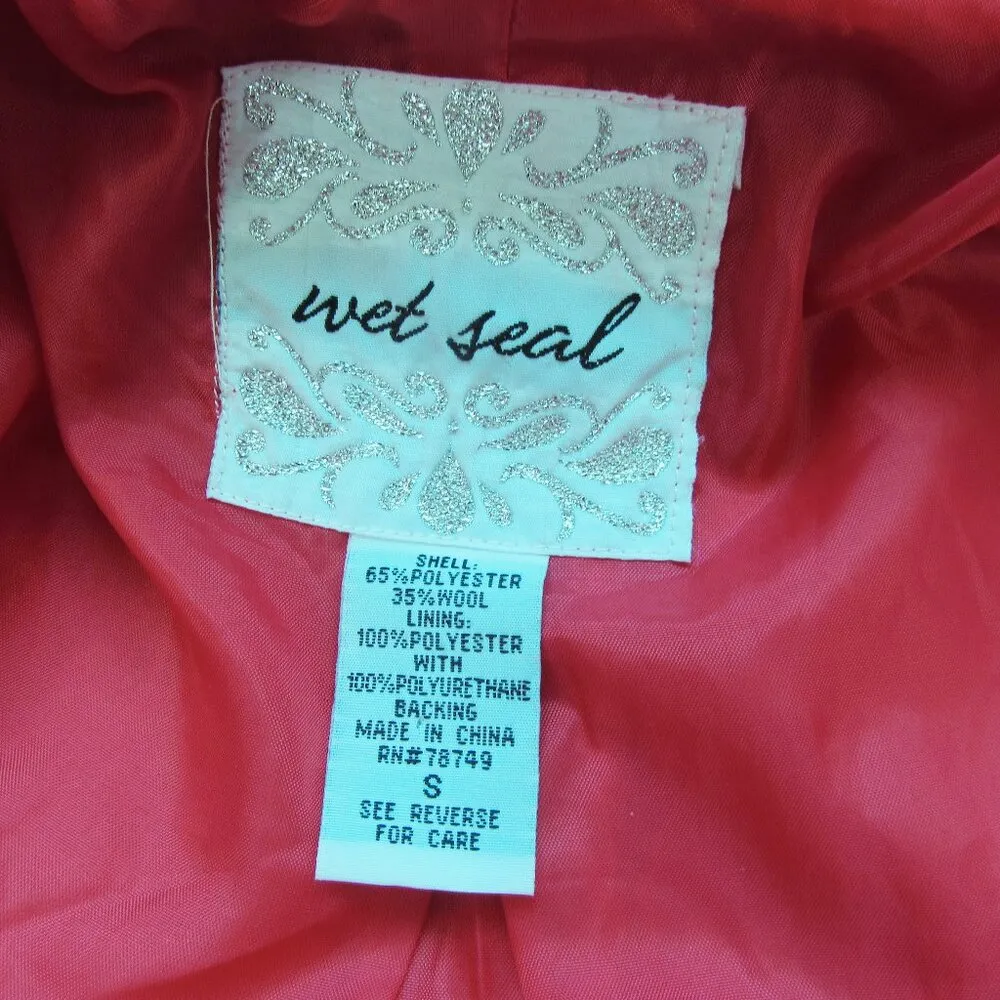 wet seal
SHELL:
65%POLYESTER
35%WOOL
LINING:
100%POLYESTER
WITH
100%POLYURETHANE
BACKING
MADE IN CHINA
RN#78749
S
SEE REVERSE
FOR CARE